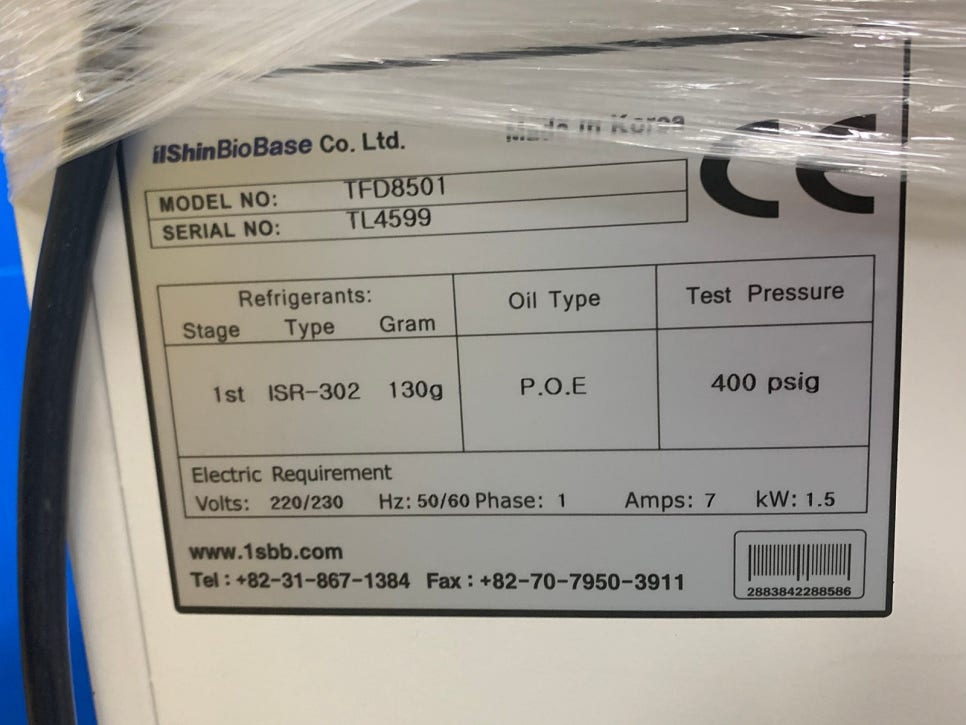 ilShinBioBase Co. Ltd.
Made in Korea
CE
MODEL NO: TFD8501
SERIAL NO: TL4599
Refrigerants:
Stage Type Gram
Oil Type
Test Pressure
1st ISR-302 130g
P.O.E
400 psig
Electric Requirement
Volts: 220/230 Hz: 50/60 Phase: 1 Amps: 7 kW: 1.5
www.1sbb.com
Tel : +82-31-867-1384 Fax : +82-70-7950-3911
2883842288586